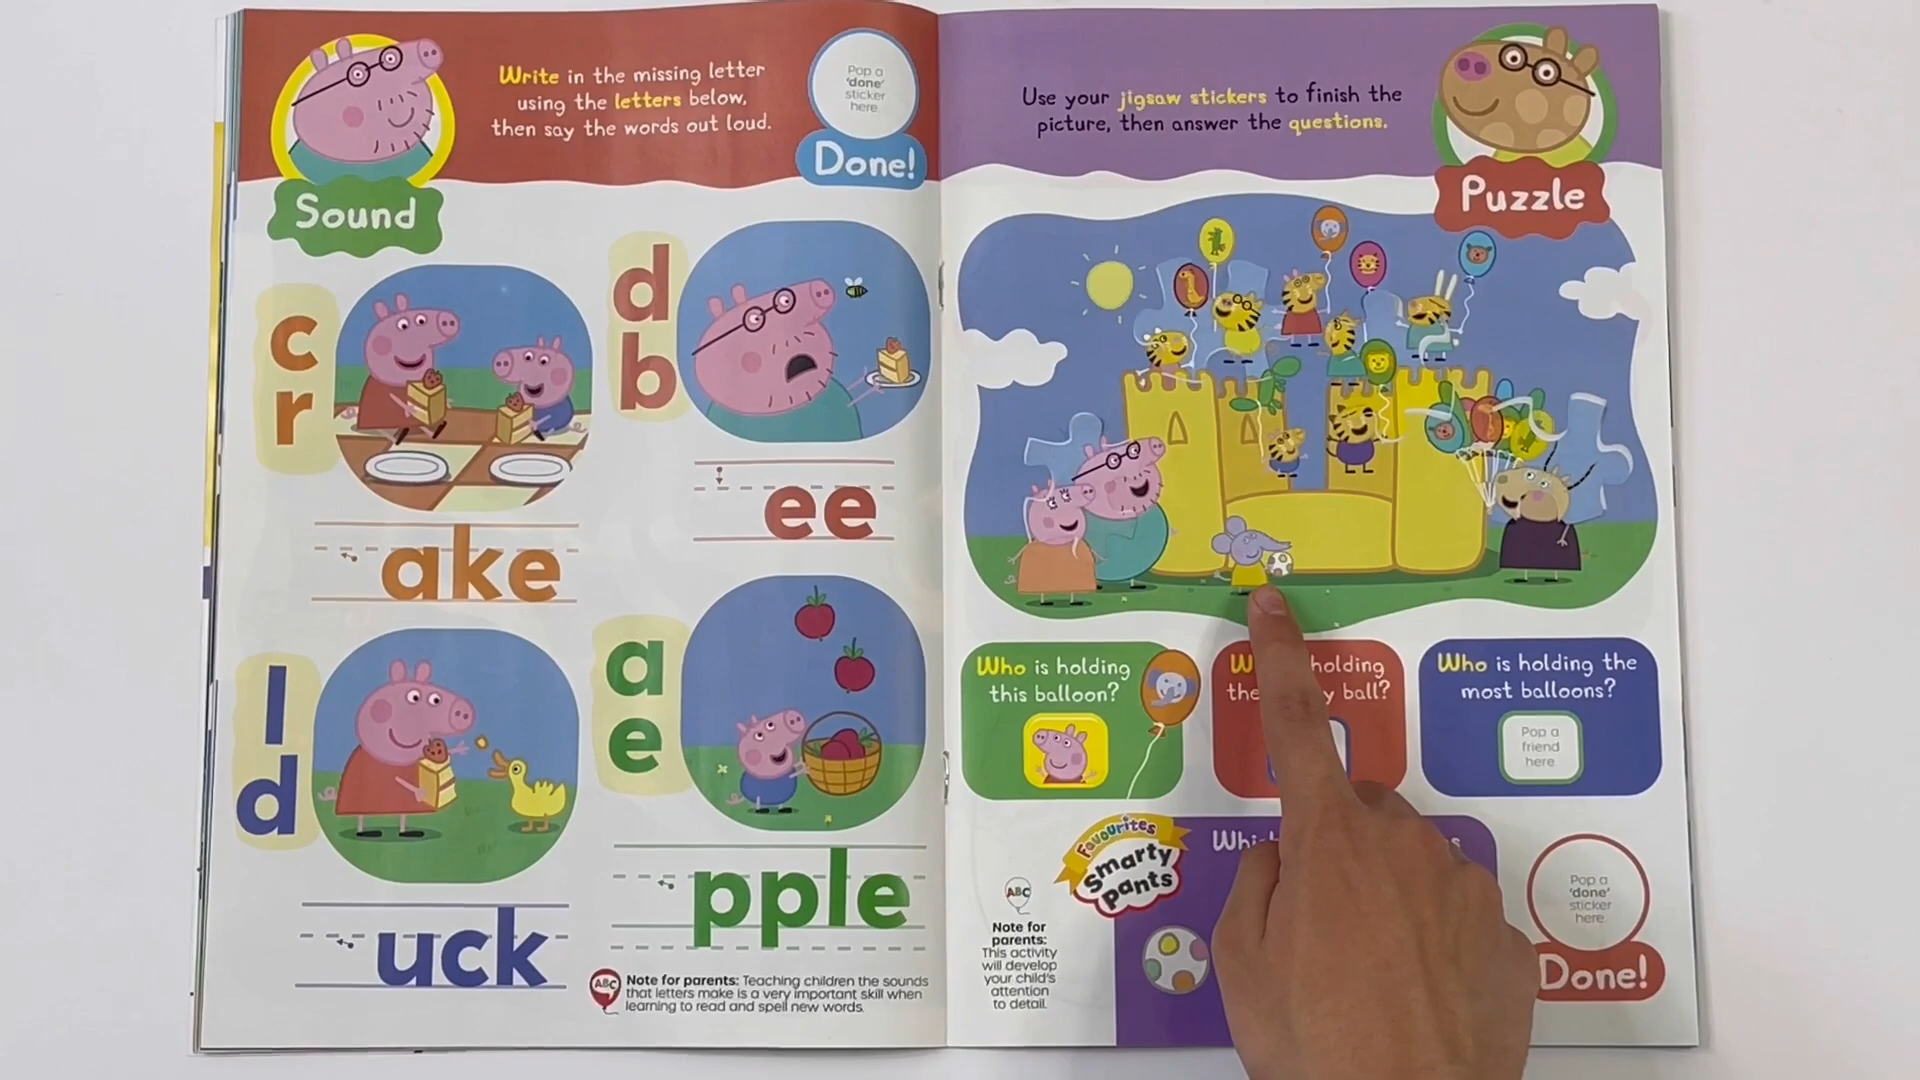 Write in the missing letter
using the letters below,
then say the words out loud.
Pop a
'done'
sticker
here.
Done!
Sound
c
r
ake
d
b
ee
l
d
uck
a
e
pple
ABC
Note for parents: Teaching children the sounds
that letters make is a very important skill when
learning to read and spell new words.
Use your jigsaw stickers to finish the
picture, then answer the questions.
Puzzle
Who is holding
this balloon?
holding
the ball?
Who is holding the
most balloons?
Pop a
friend
here.
Favourites
Smarty
Pants
ABC
Note for
parents:
This activity
will develop
your child's
attention
to detail.
Pop a
'done'
sticker
here.
Done!